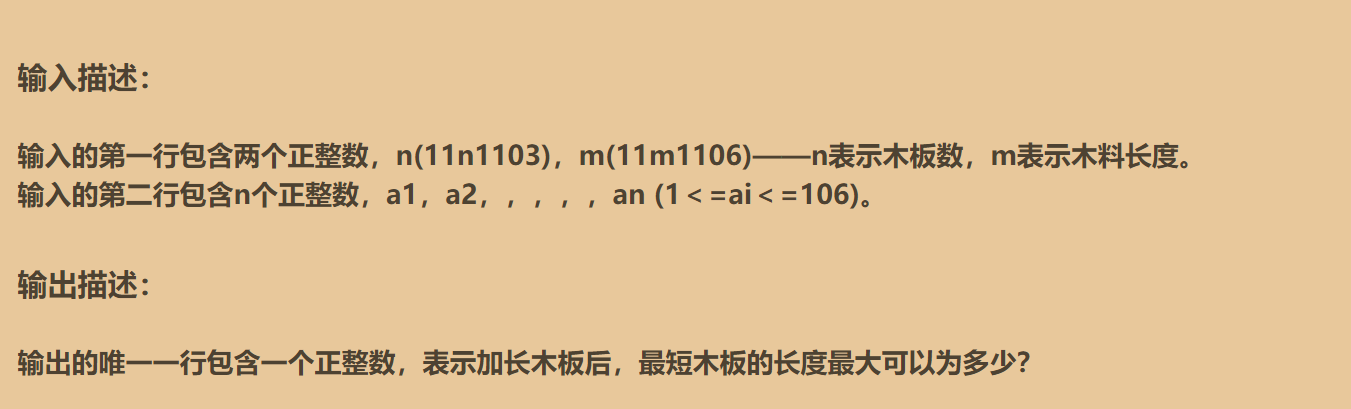 输入描述：
输入的第一行包含两个正整数，n(11n1103)，m(11m1106)——n表示木板数，m表示木料长度。
输入的第二行包含n个正整数，a1，a2，，，，，an (1＜=ai＜=106)。
输出描述：
输出的唯一一行包含一个正整数，表示加长木板后，最短木板的长度最大可以为多少？